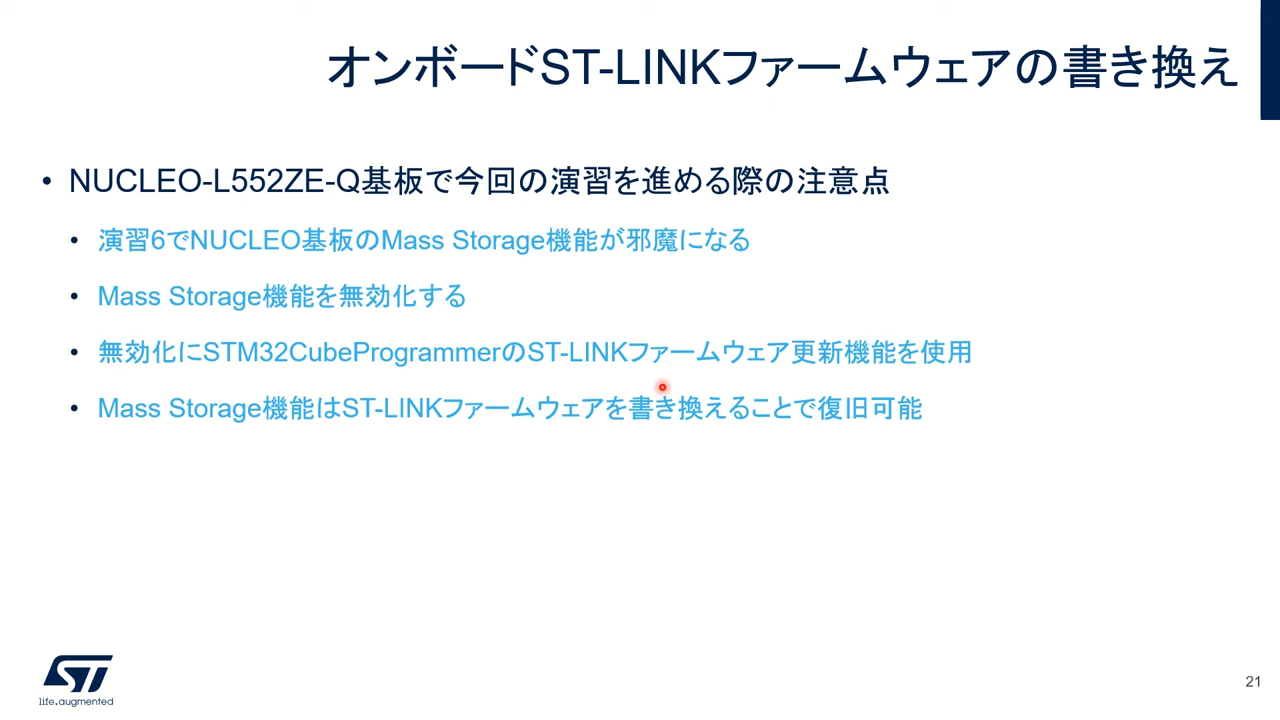 オンボードST-LINKファームウェアの書き換え
• NUCLEO-L552ZE-Q基板で今回の演習を進める際の注意点
• 演習6でNUCLEO基板のMass Storage機能が邪魔になる
• Mass Storage機能を無効化する
• 無効化にSTM32CubeProgrammerのST-LINKファームウェア更新機能を使用
• Mass Storage機能はST-LINKファームウェアを書き換えることで復旧可能
ST
life.augmented
21